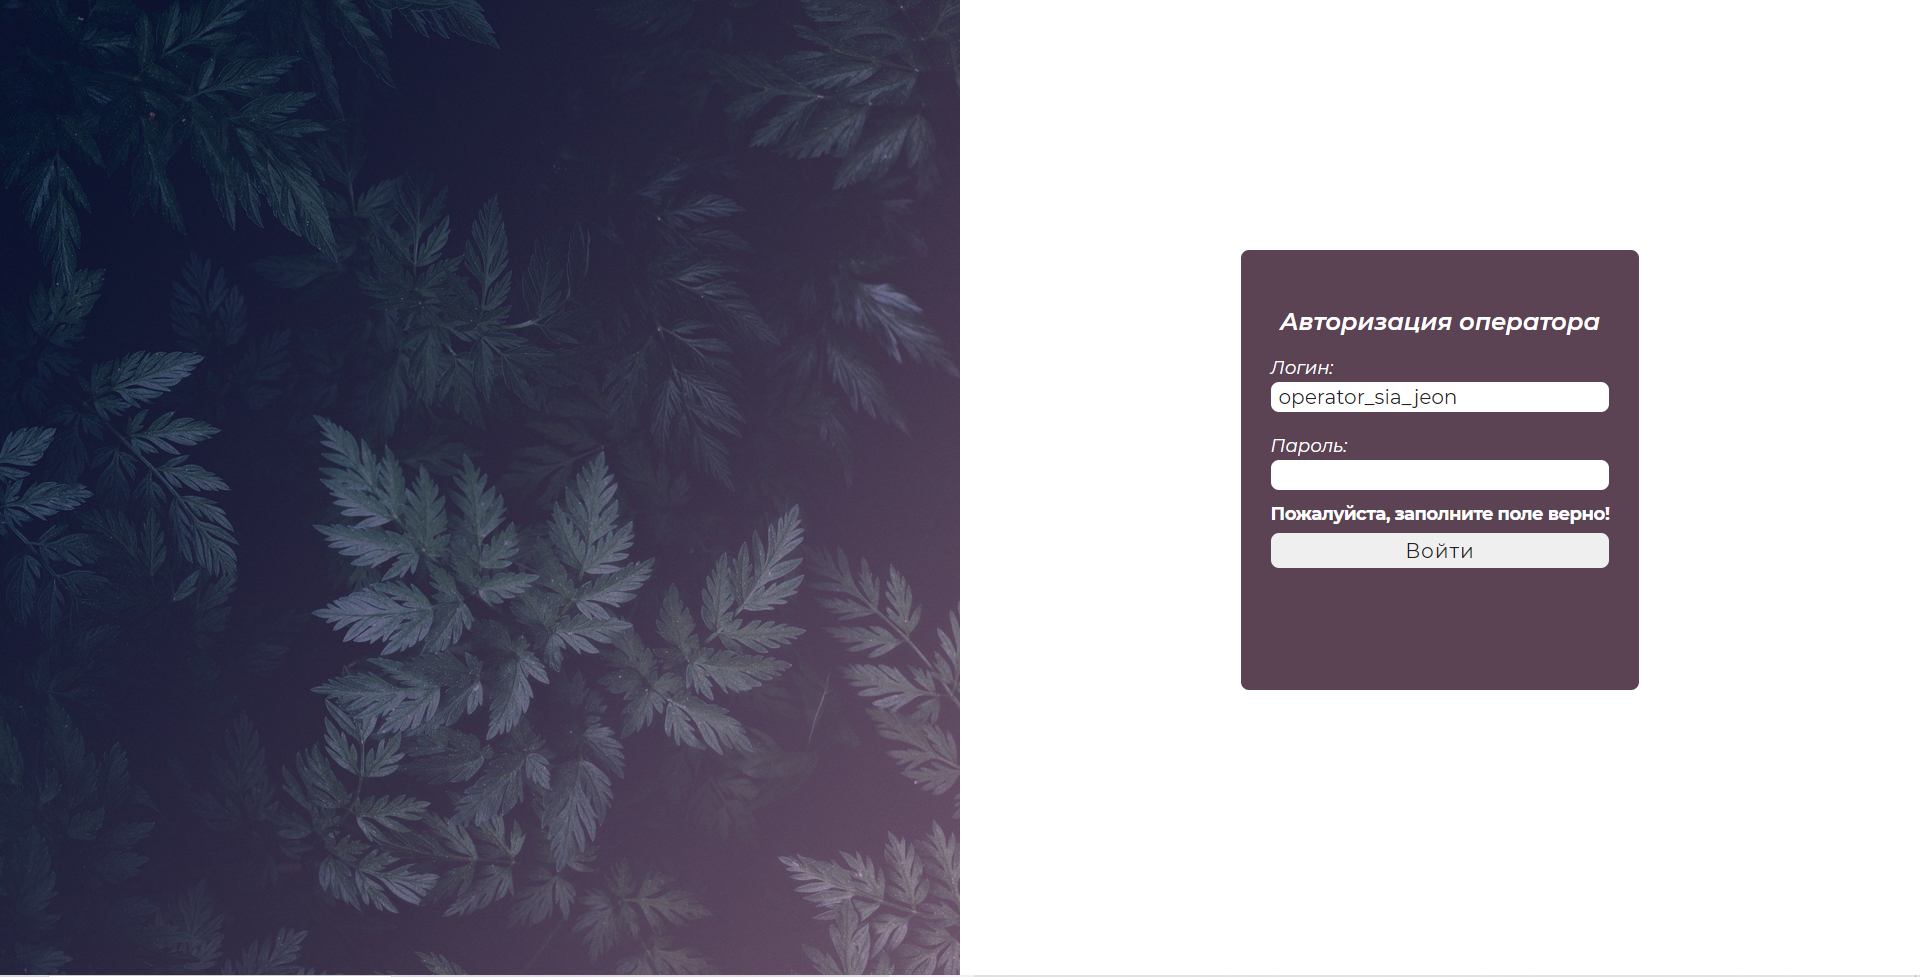 Авторизация оператора
Логин:
operator_sia_jeon
Пароль:
Пожалуйста, заполните поле верно!
Войти